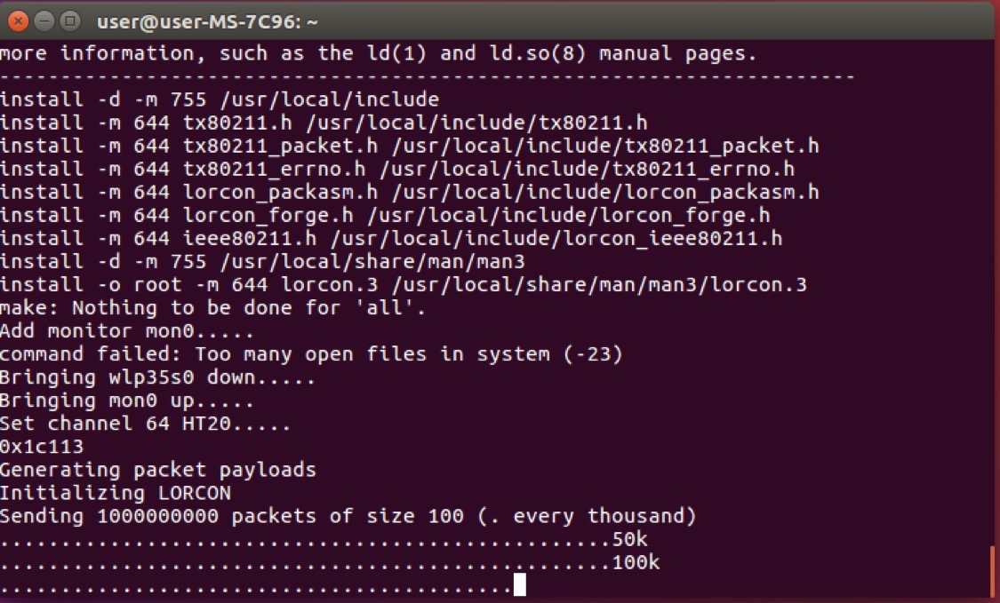 user@user-MS-7C96: ~
more information, such as the ld(1) and ld.so(8) manual pages.
----------------------------------------------------------------------
install -d -m 755 /usr/local/include
install -m 644 tx80211.h /usr/local/include/tx80211.h
install -m 644 tx80211_packet.h /usr/local/include/tx80211_packet.h
install -m 644 tx80211_errno.h /usr/local/include/tx80211_errno.h
install -m 644 lorcon_packasm.h /usr/local/include/lorcon_packasm.h
install -m 644 lorcon_forge.h /usr/local/include/lorcon_forge.h
install -m 644 ieee80211.h /usr/local/include/lorcon_ieee80211.h
install -d -m 755 /usr/local/share/man/man3
install -o root -m 644 lorcon.3 /usr/local/share/man/man3/lorcon.3
make: Nothing to be done for 'all'.
Add monitor mon0.....
command failed: Too many open files in system (-23)
Bringing wlp35s0 down.....
Bringing mon0 up.....
Set channel 64 HT20.....
0x1c113
Generating packet payloads
Initializing LORCON
Sending 1000000000 packets of size 100 (. every thousand)
..................................................50k
..................................................100k
..........................................